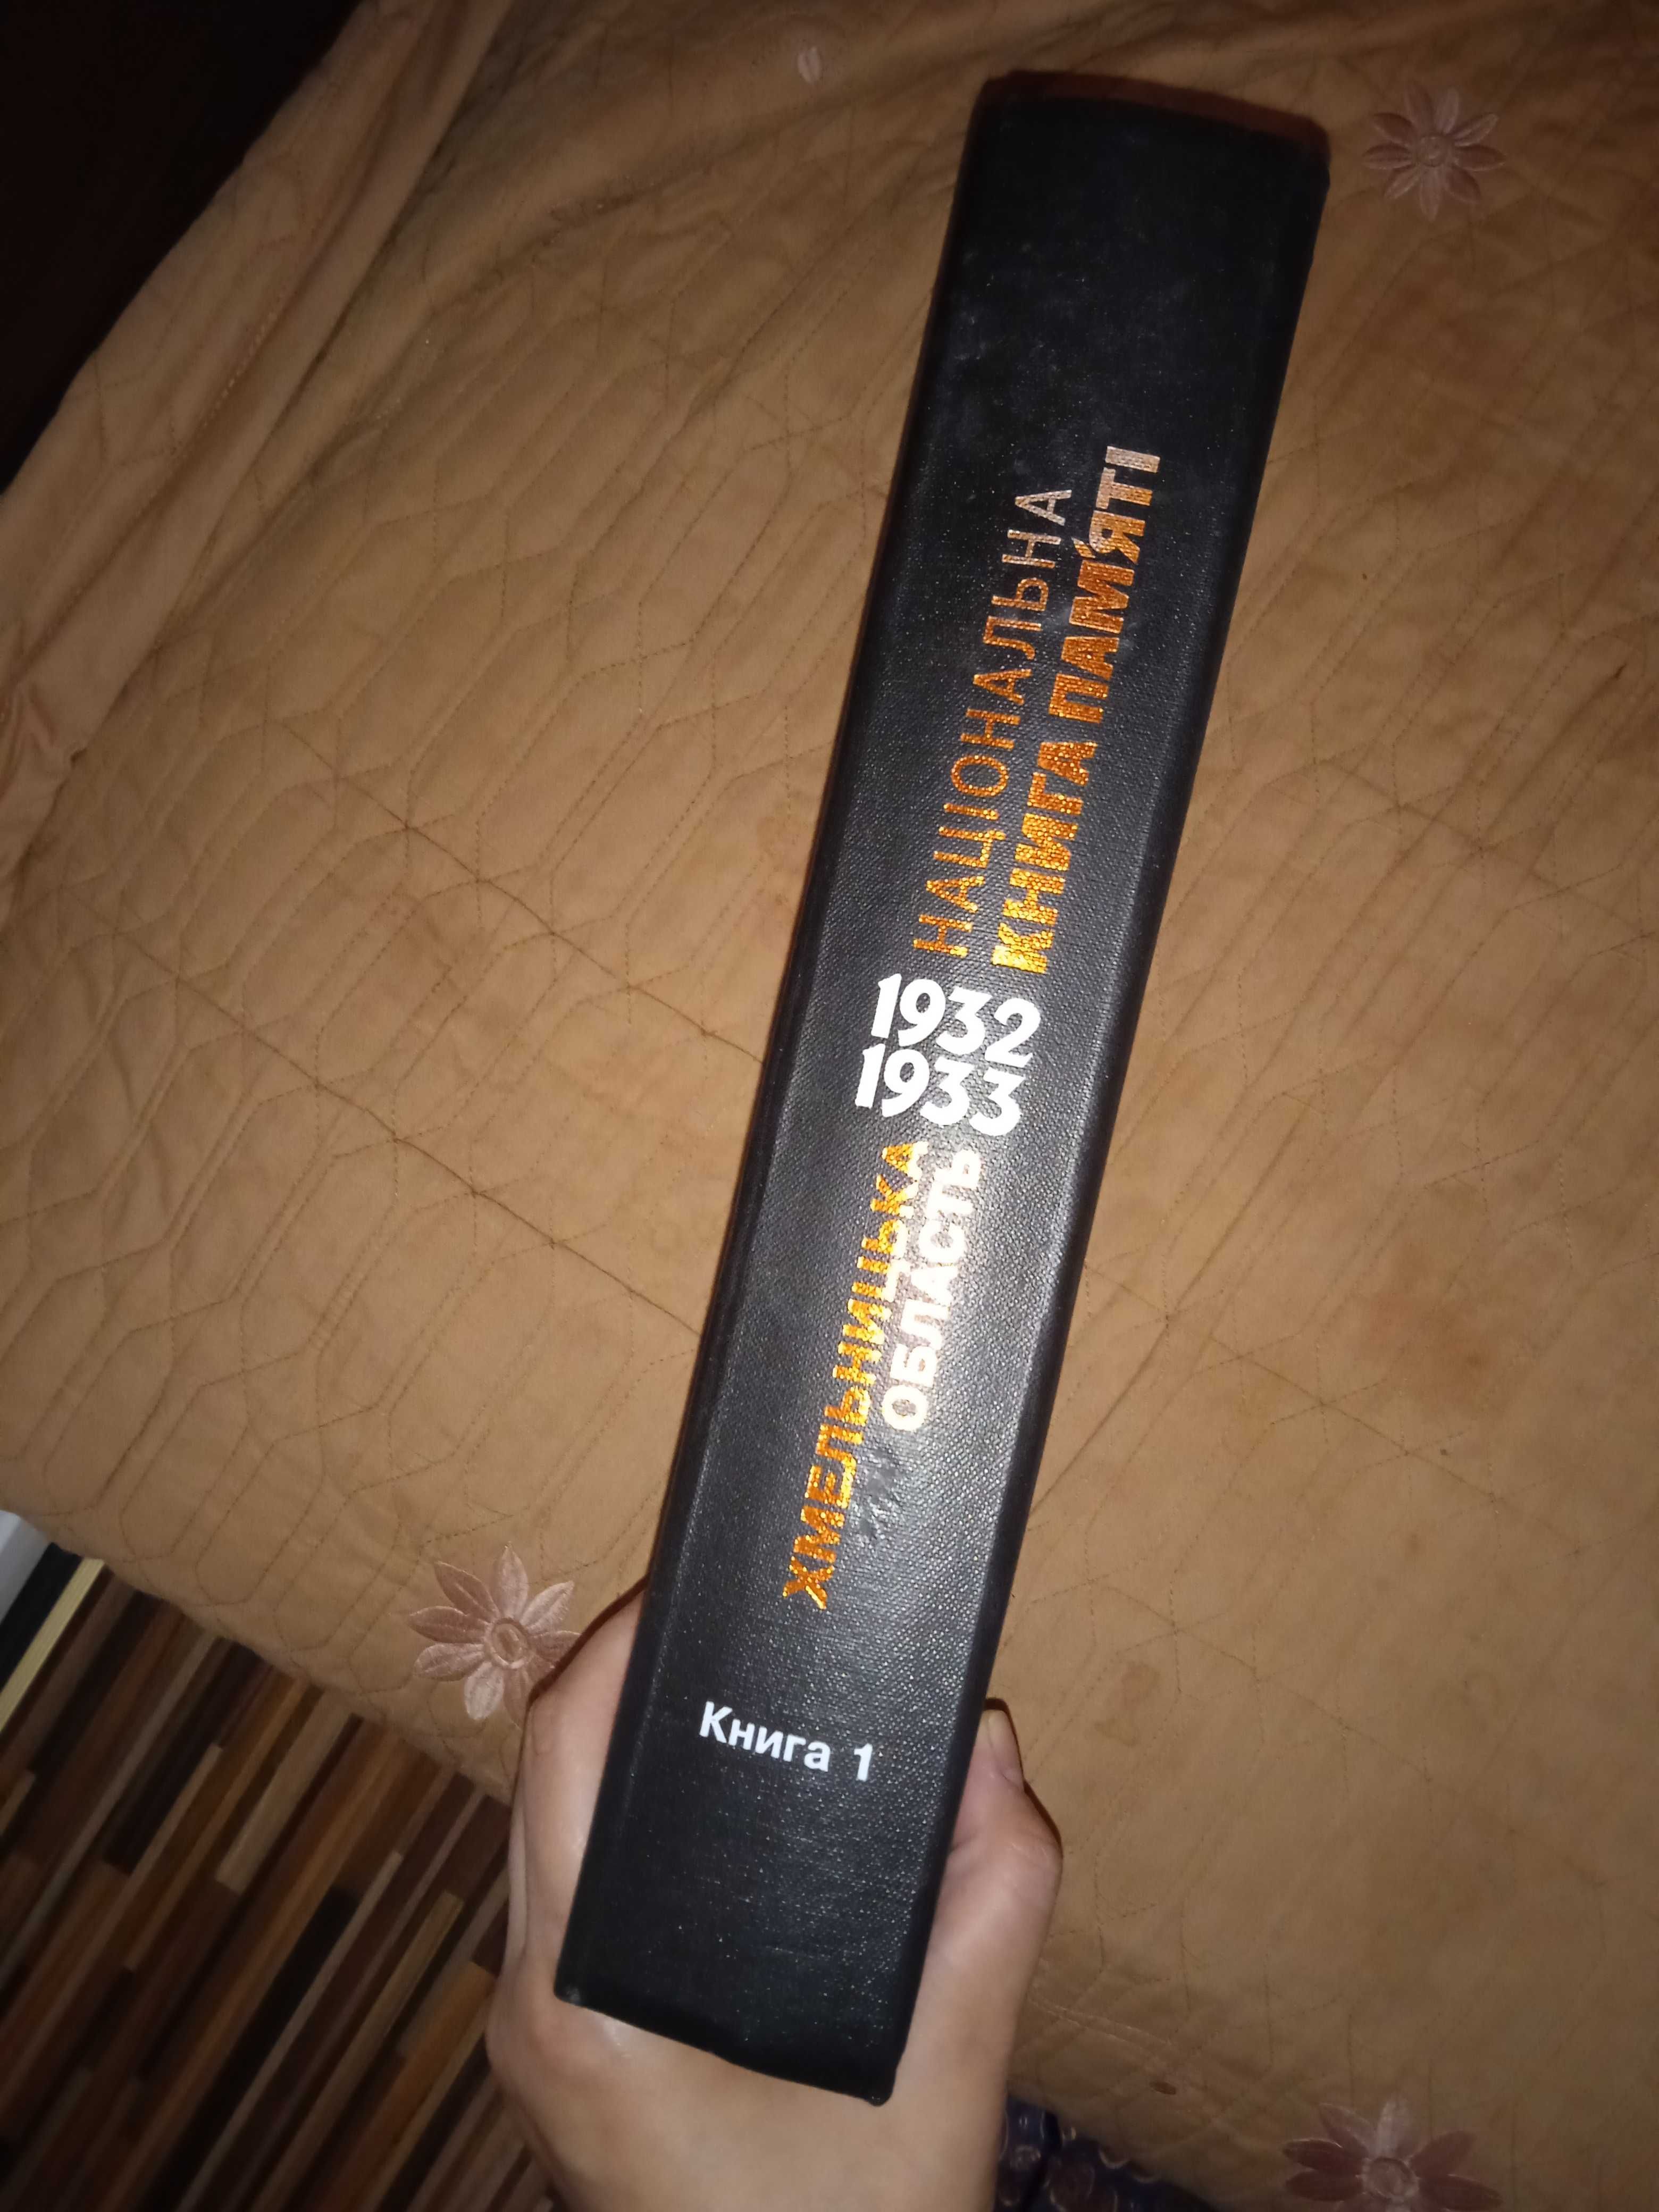 НАЦІОНАЛЬНА
КНИГА ПАМ'ЯТІ
1932
1933
ХМЕЛЬНИЦЬКА
ОБЛАСТЬ
Книга 1